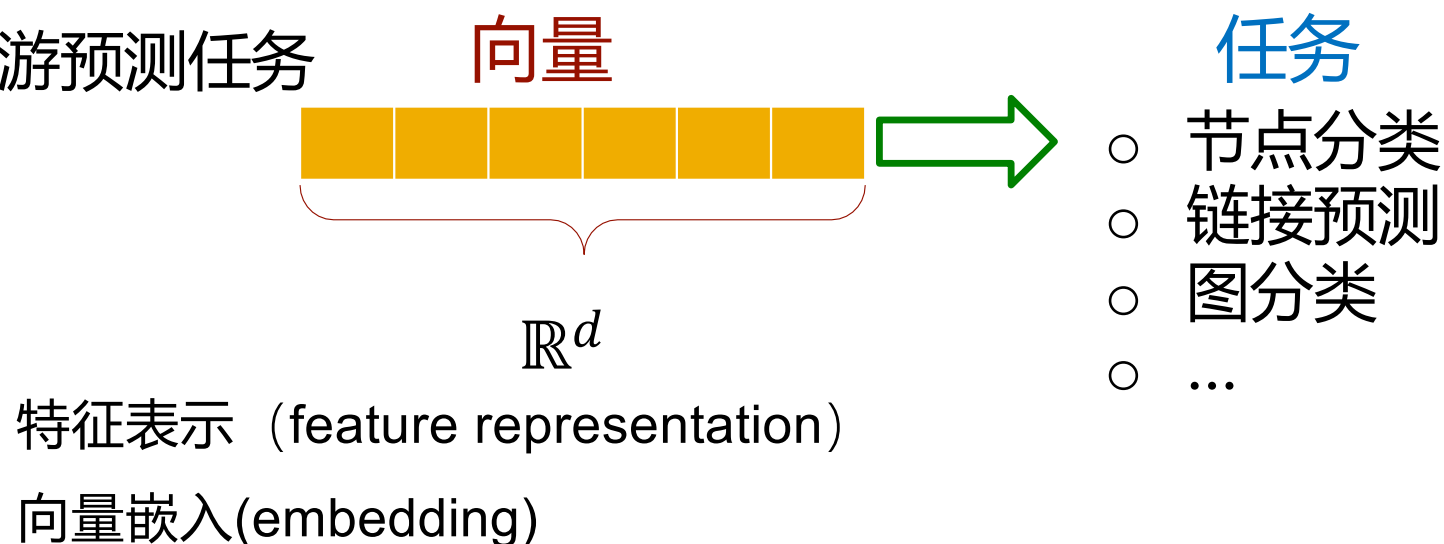 游预测任务
向量
任务
○ 节点分类
○ 链接预测
○ 图分类
○ ...
ℝ^d
特征表示（feature representation）
向量嵌入(embedding)